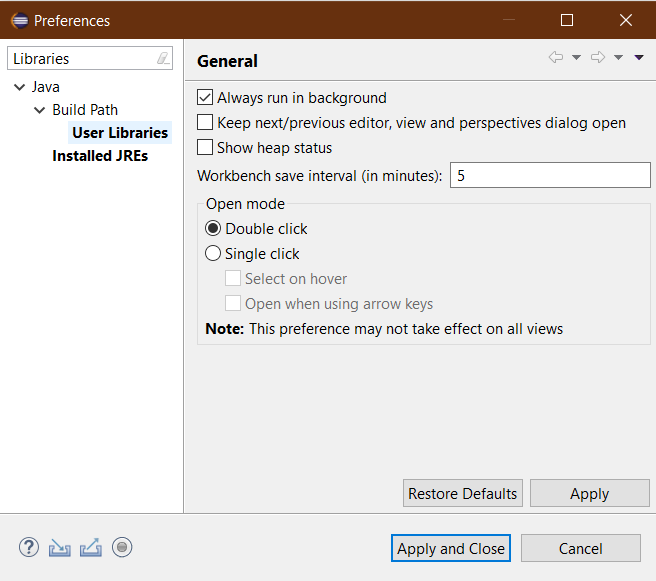 Preferences
Libraries
Java
Build Path
User Libraries
Installed JREs
General
Always run in background
Keep next/previous editor, view and perspectives dialog open
Show heap status
Workbench save interval (in minutes): 5
Open mode
Double click
Single click
Select on hover
Open when using arrow keys
Note: This preference may not take effect on all views
Restore Defaults Apply
? Apply and Close Cancel